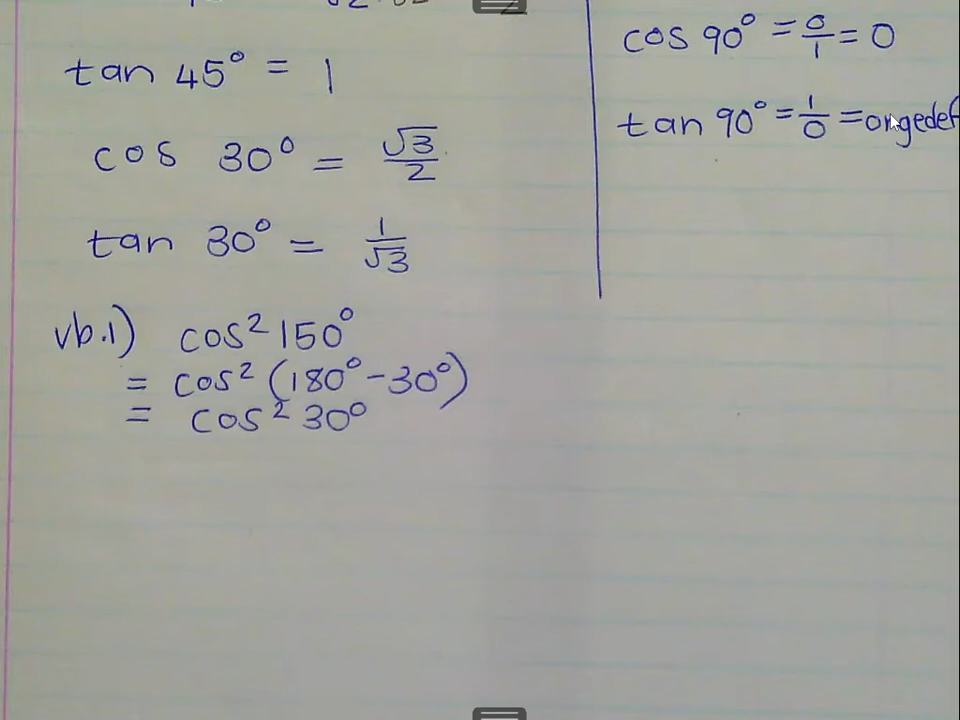 tan 45° = 1
cos 30° = √3/2
tan 30° = 1/√3
vb.1) cos² 150°
= cos² (180° - 30°)
= cos² 30°
cos 90° = 0/1 = 0
tan 90° = 1/0 = ongedef